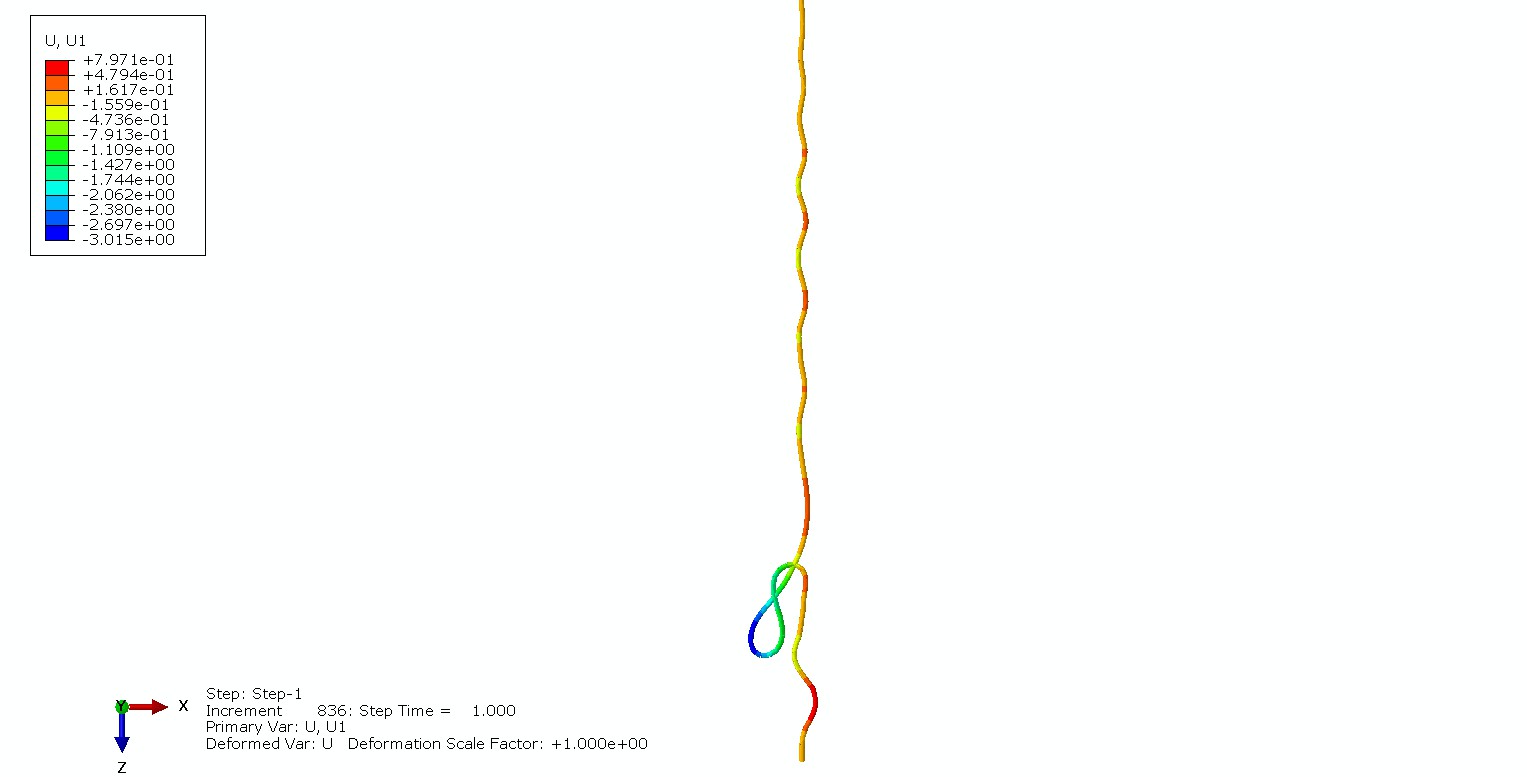 U, U1
+7.971e-01
+4.794e-01
+1.617e-01
-1.559e-01
-4.736e-01
-7.913e-01
-1.109e+00
-1.427e+00
-1.744e+00
-2.062e+00
-2.380e+00
-2.697e+00
-3.015e+00
Y
X
Z
Step: Step-1
Increment 836: Step Time = 1.000
Primary Var: U, U1
Deformed Var: U Deformation Scale Factor: +1.000e+00